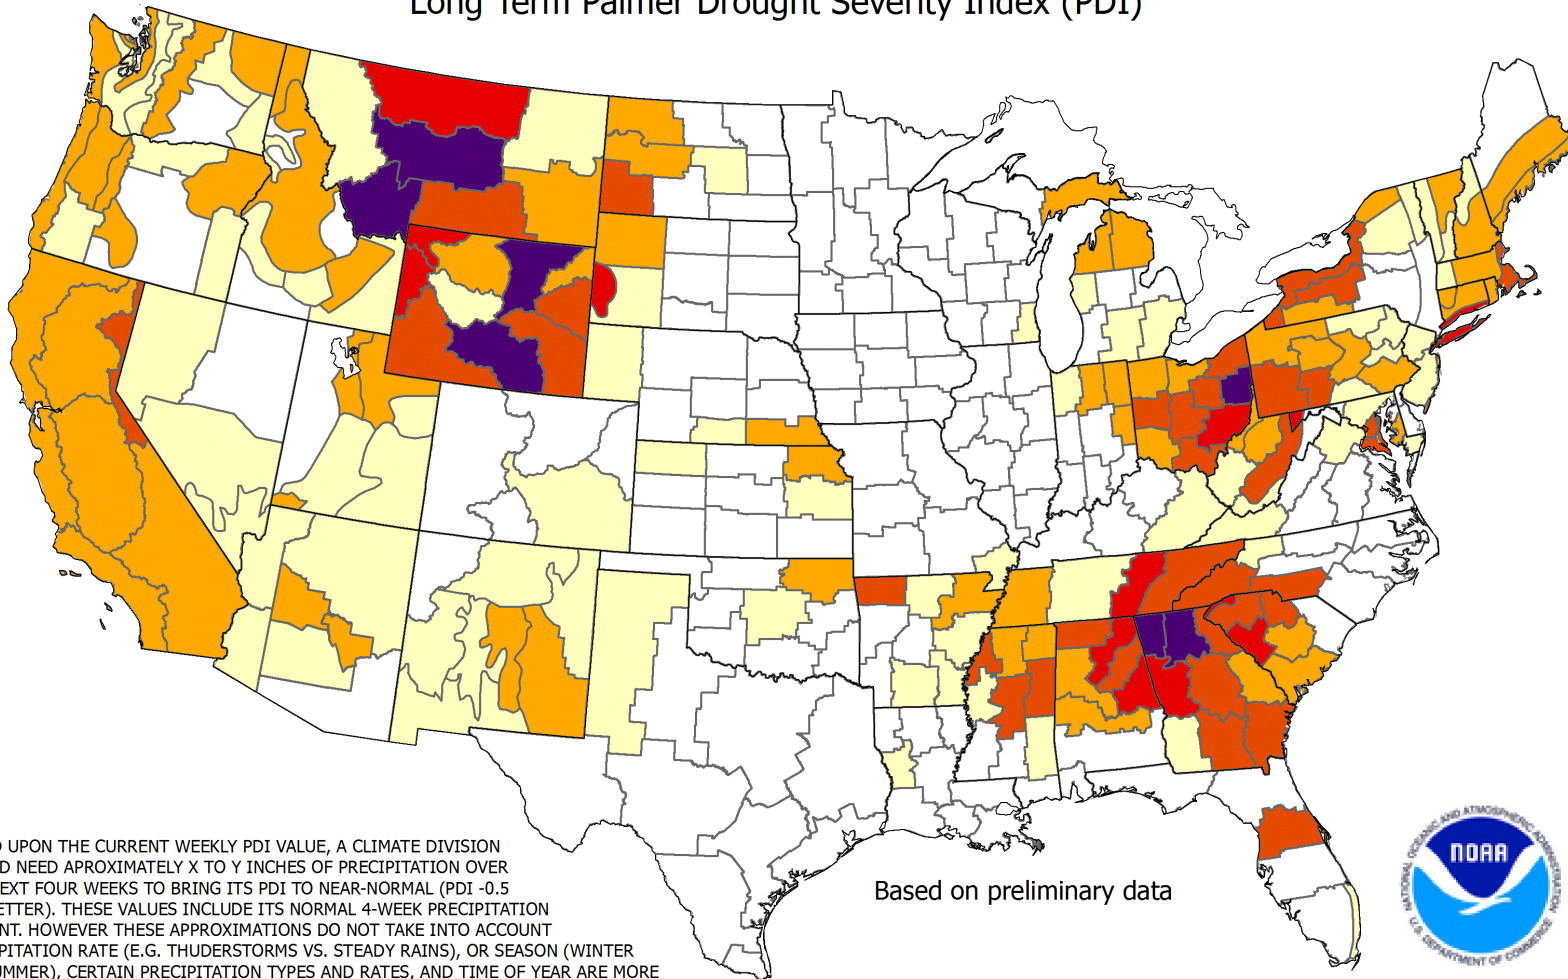 Long Term Palmer Drought Severity Index (PDI)
UPON THE CURRENT WEEKLY PDI VALUE, A CLIMATE DIVISION
NEED APROXIMATELY X TO Y INCHES OF PRECIPITATION OVER
EXT FOUR WEEKS TO BRING ITS PDI TO NEAR-NORMAL (PDI -0.5
ETTER). THESE VALUES INCLUDE ITS NORMAL 4-WEEK PRECIPITATION
NT. HOWEVER THESE APPROXIMATIONS DO NOT TAKE INTO ACCOUNT
PITATION RATE (E.G. THUDERSTORMS VS. STEADY RAINS), OR SEASON (WINTER
UMMER), CERTAIN PRECIPITATION TYPES AND RATES, AND TIME OF YEAR ARE MORE
Based on preliminary data
NATIONAL OCEANIC AND ATMOSPHERIC ADMINISTRATION
NOAA
U.S. DEPARTMENT OF COMMERCE